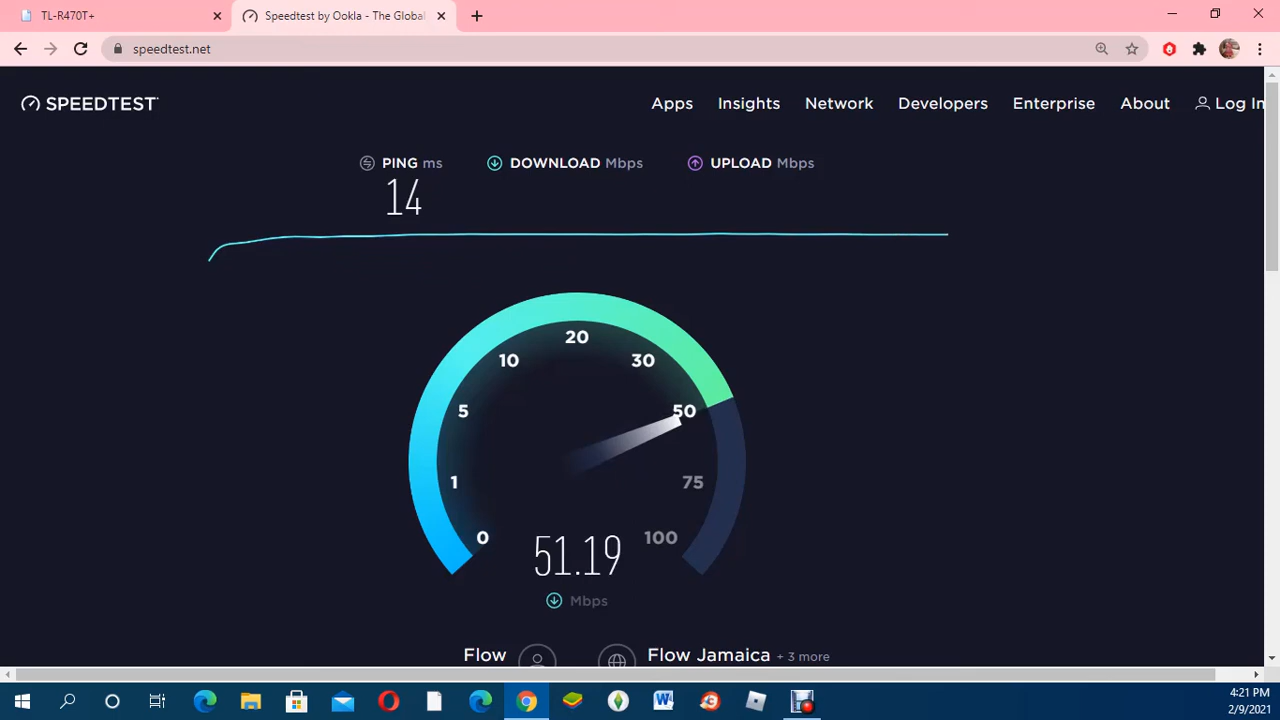 TL-R470T+
Speedtest by Ookla - The Global
speedtest.net
SPEEDTEST
Apps Insights Network Developers Enterprise About Log In
PING ms DOWNLOAD Mbps UPLOAD Mbps
14
20
10 30
5 50
1 75
0 100
51.19
Mbps
Flow Flow Jamaica + 3 more
4:21 PM
2/9/2021